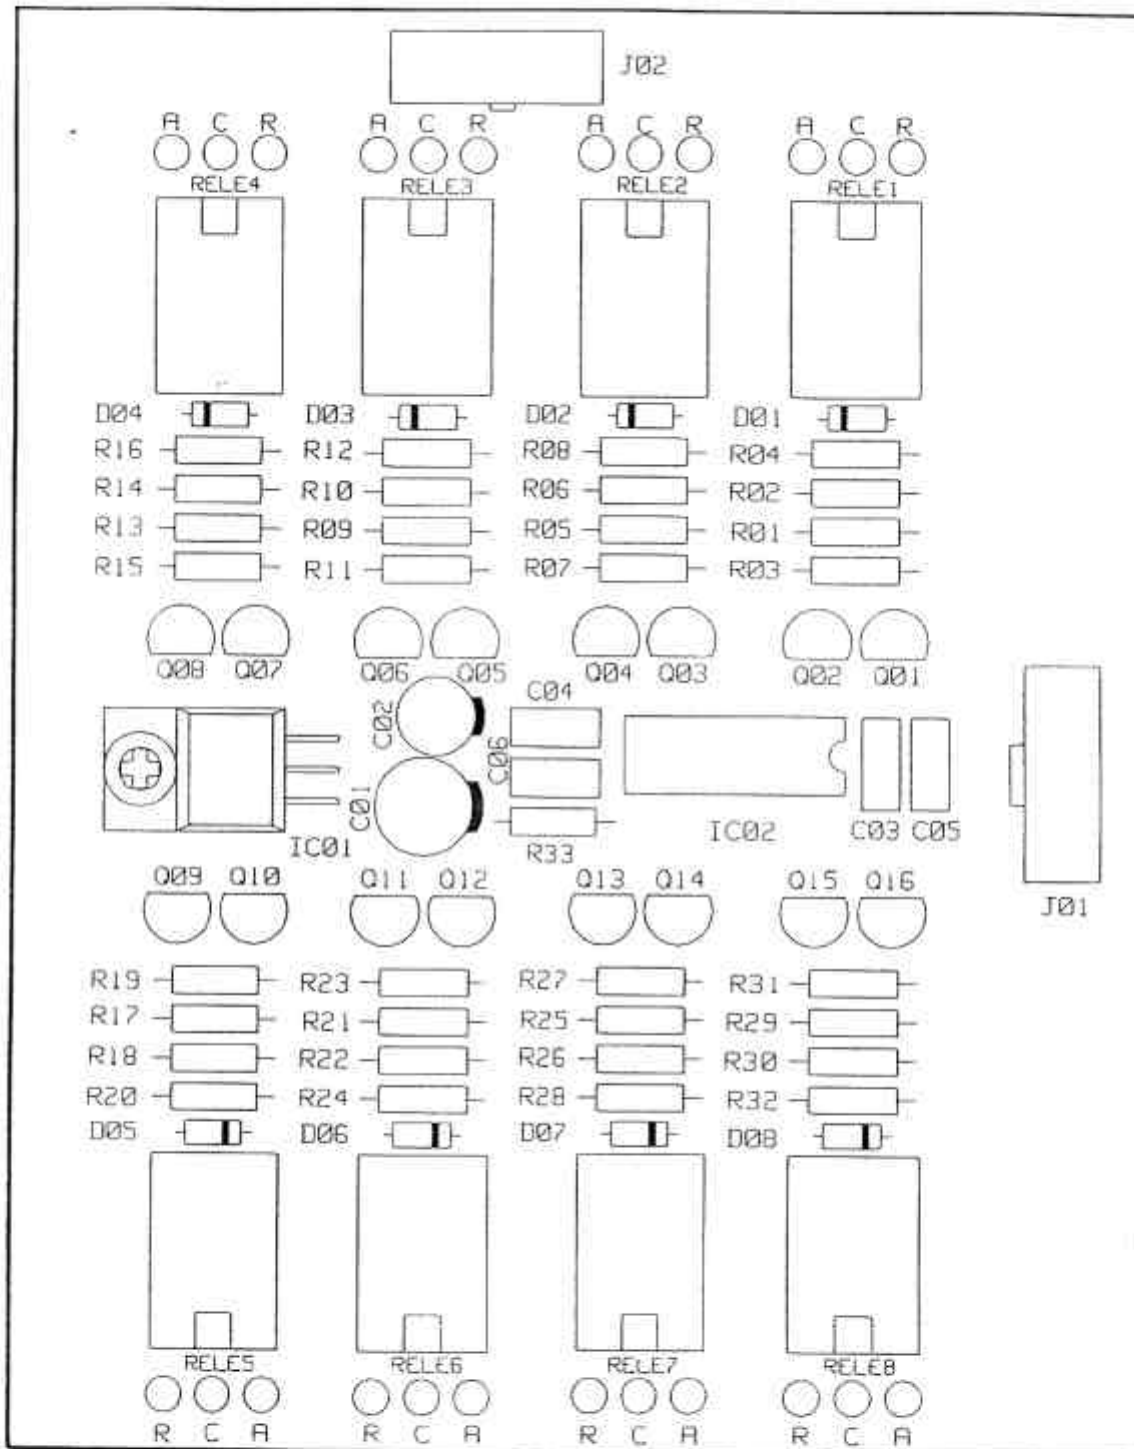 J02
A C R A C R A C R A C R
RELE4 RELE3 RELE2 RELE1
D04 D03 D02 D01
R16 R12 R08 R04
R14 R10 R06 R02
R13 R09 R05 R01
R15 R11 R07 R03
Q08 Q07 Q06 Q05 Q04 Q03 Q02 Q01
C04
C02
C06
C01
IC01 R33 IC02 C03 C05
Q09 Q10 Q11 Q12 Q13 Q14 Q15 Q16
J01
R19 R23 R27 R31
R17 R21 R25 R29
R18 R22 R26 R30
R20 R24 R28 R32
D05 D06 D07 D08
RELE5 RELE6 RELE7 RELE8
R C A R C A R C A R C A